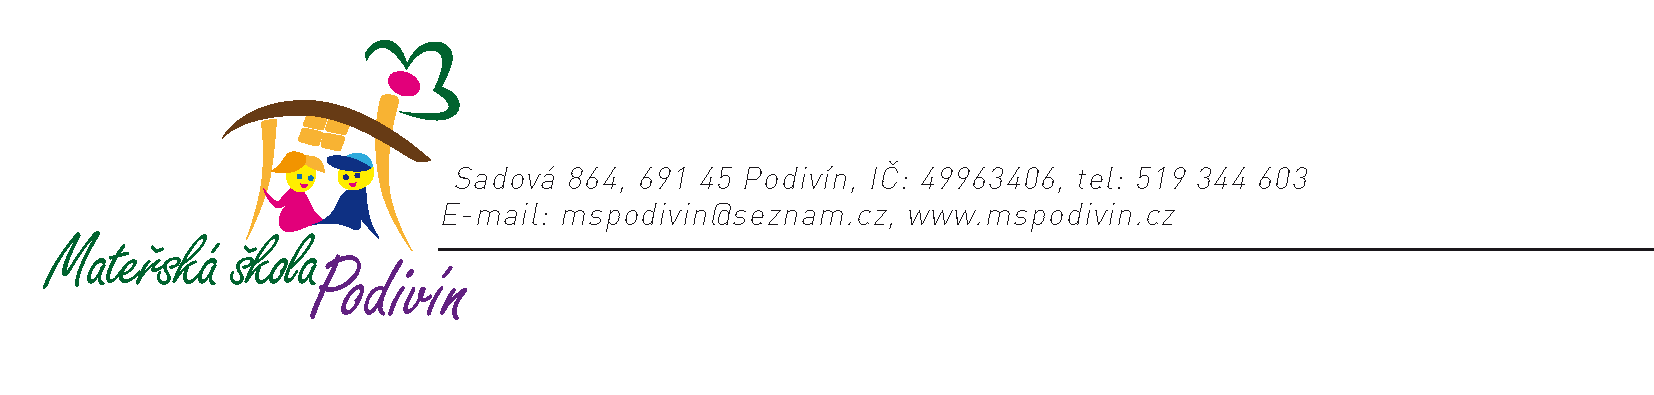 Sadová 864, 691 45 Podivín, IČ: 49963406, tel: 519 344 603
E-mail: mspodivin@seznam.cz, www.mspodivin.cz
Mateřská škola
Podivín